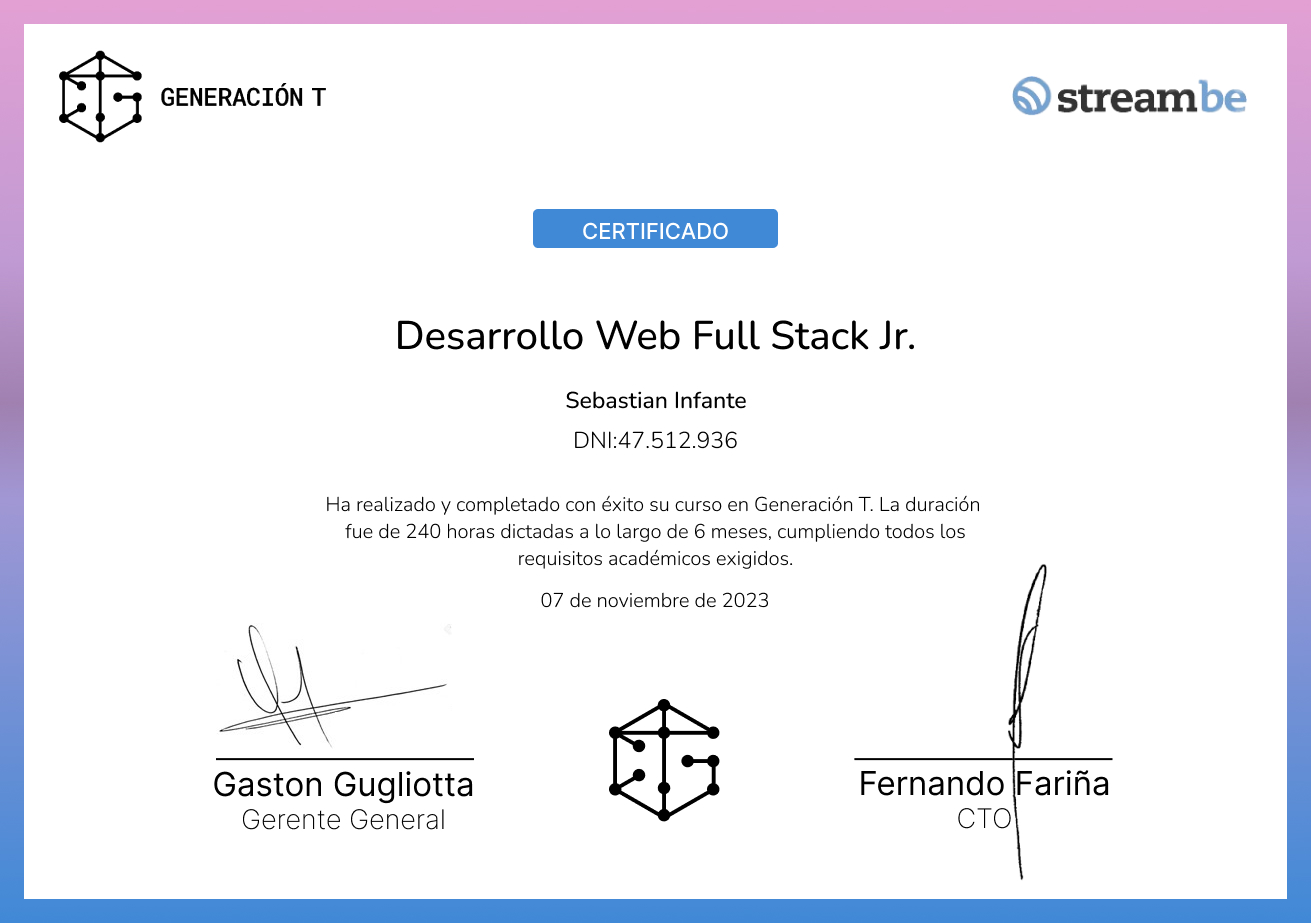 GENERACIÓN T
streambe
CERTIFICADO
Desarrollo Web Full Stack Jr.
Sebastian Infante
DNI:47.512.936
Ha realizado y completado con éxito su curso en Generación T. La duración
fue de 240 horas dictadas a lo largo de 6 meses, cumpliendo todos los
requisitos académicos exigidos.
07 de noviembre de 2023
Gaston Gugliotta
Gerente General
Fernando Fariña
CTO